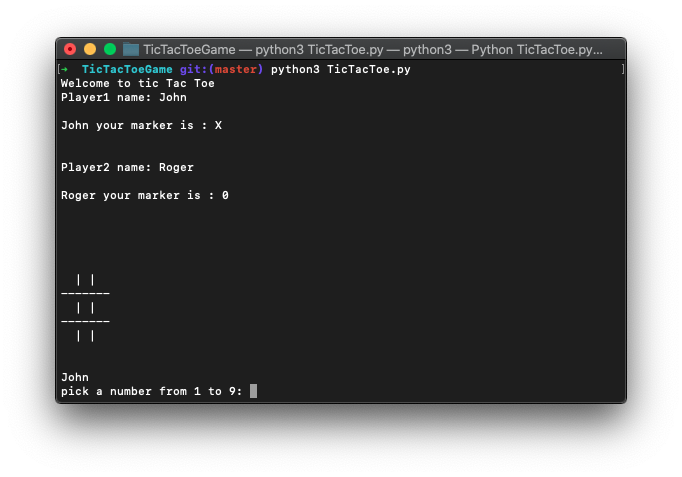 TicTacToeGame — python3 TicTacToe.py — python3 — Python TicTacToe.py...
[→ TicTacToeGame git:(master) python3 TicTacToe.py ]
Welcome to tic Tac Toe
Player1 name: John
John your marker is : X
Player2 name: Roger
Roger your marker is : 0
  | |
-------
  | |
-------
  | |
John
pick a number from 1 to 9: